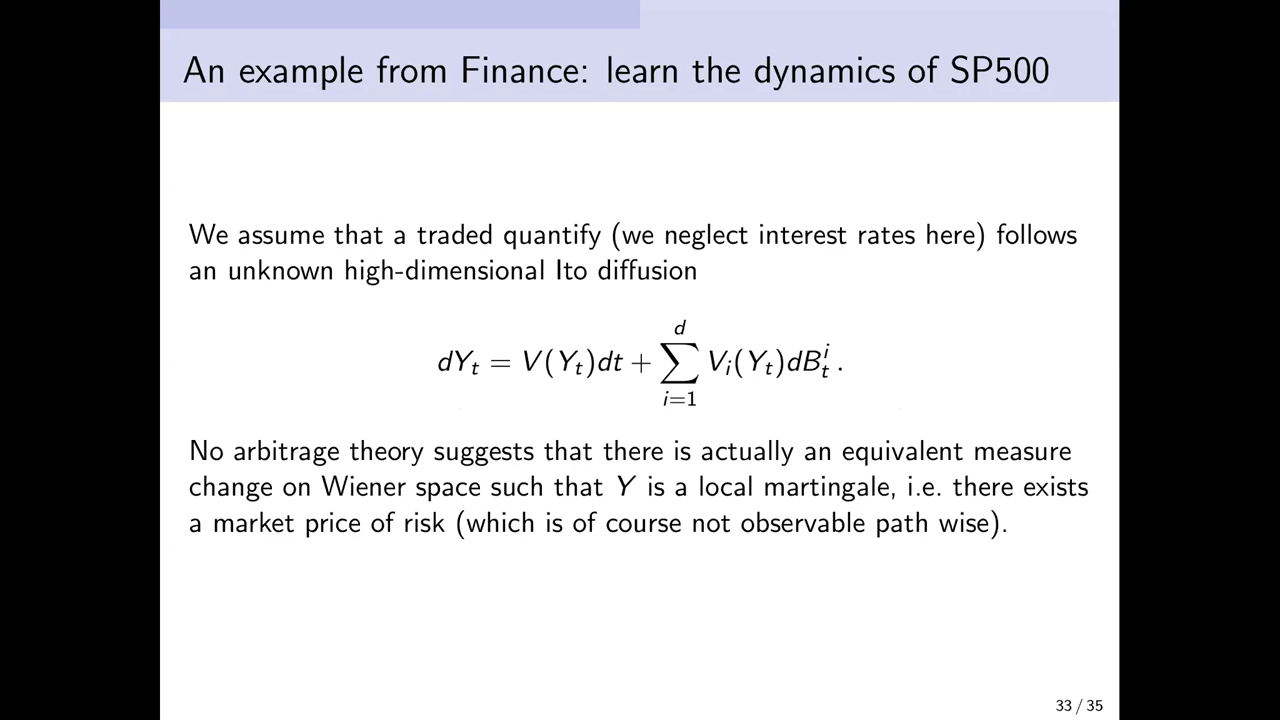 An example from Finance: learn the dynamics of SP500
We assume that a traded quantify (we neglect interest rates here) follows
an unknown high-dimensional Ito diffusion
$dY_t = V(Y_t)dt + \sum_{i=1}^{d} V_i(Y_t)dB_t^i$ .
No arbitrage theory suggests that there is actually an equivalent measure
change on Wiener space such that Y is a local martingale, i.e. there exists
a market price of risk (which is of course not observable path wise).
33 / 35